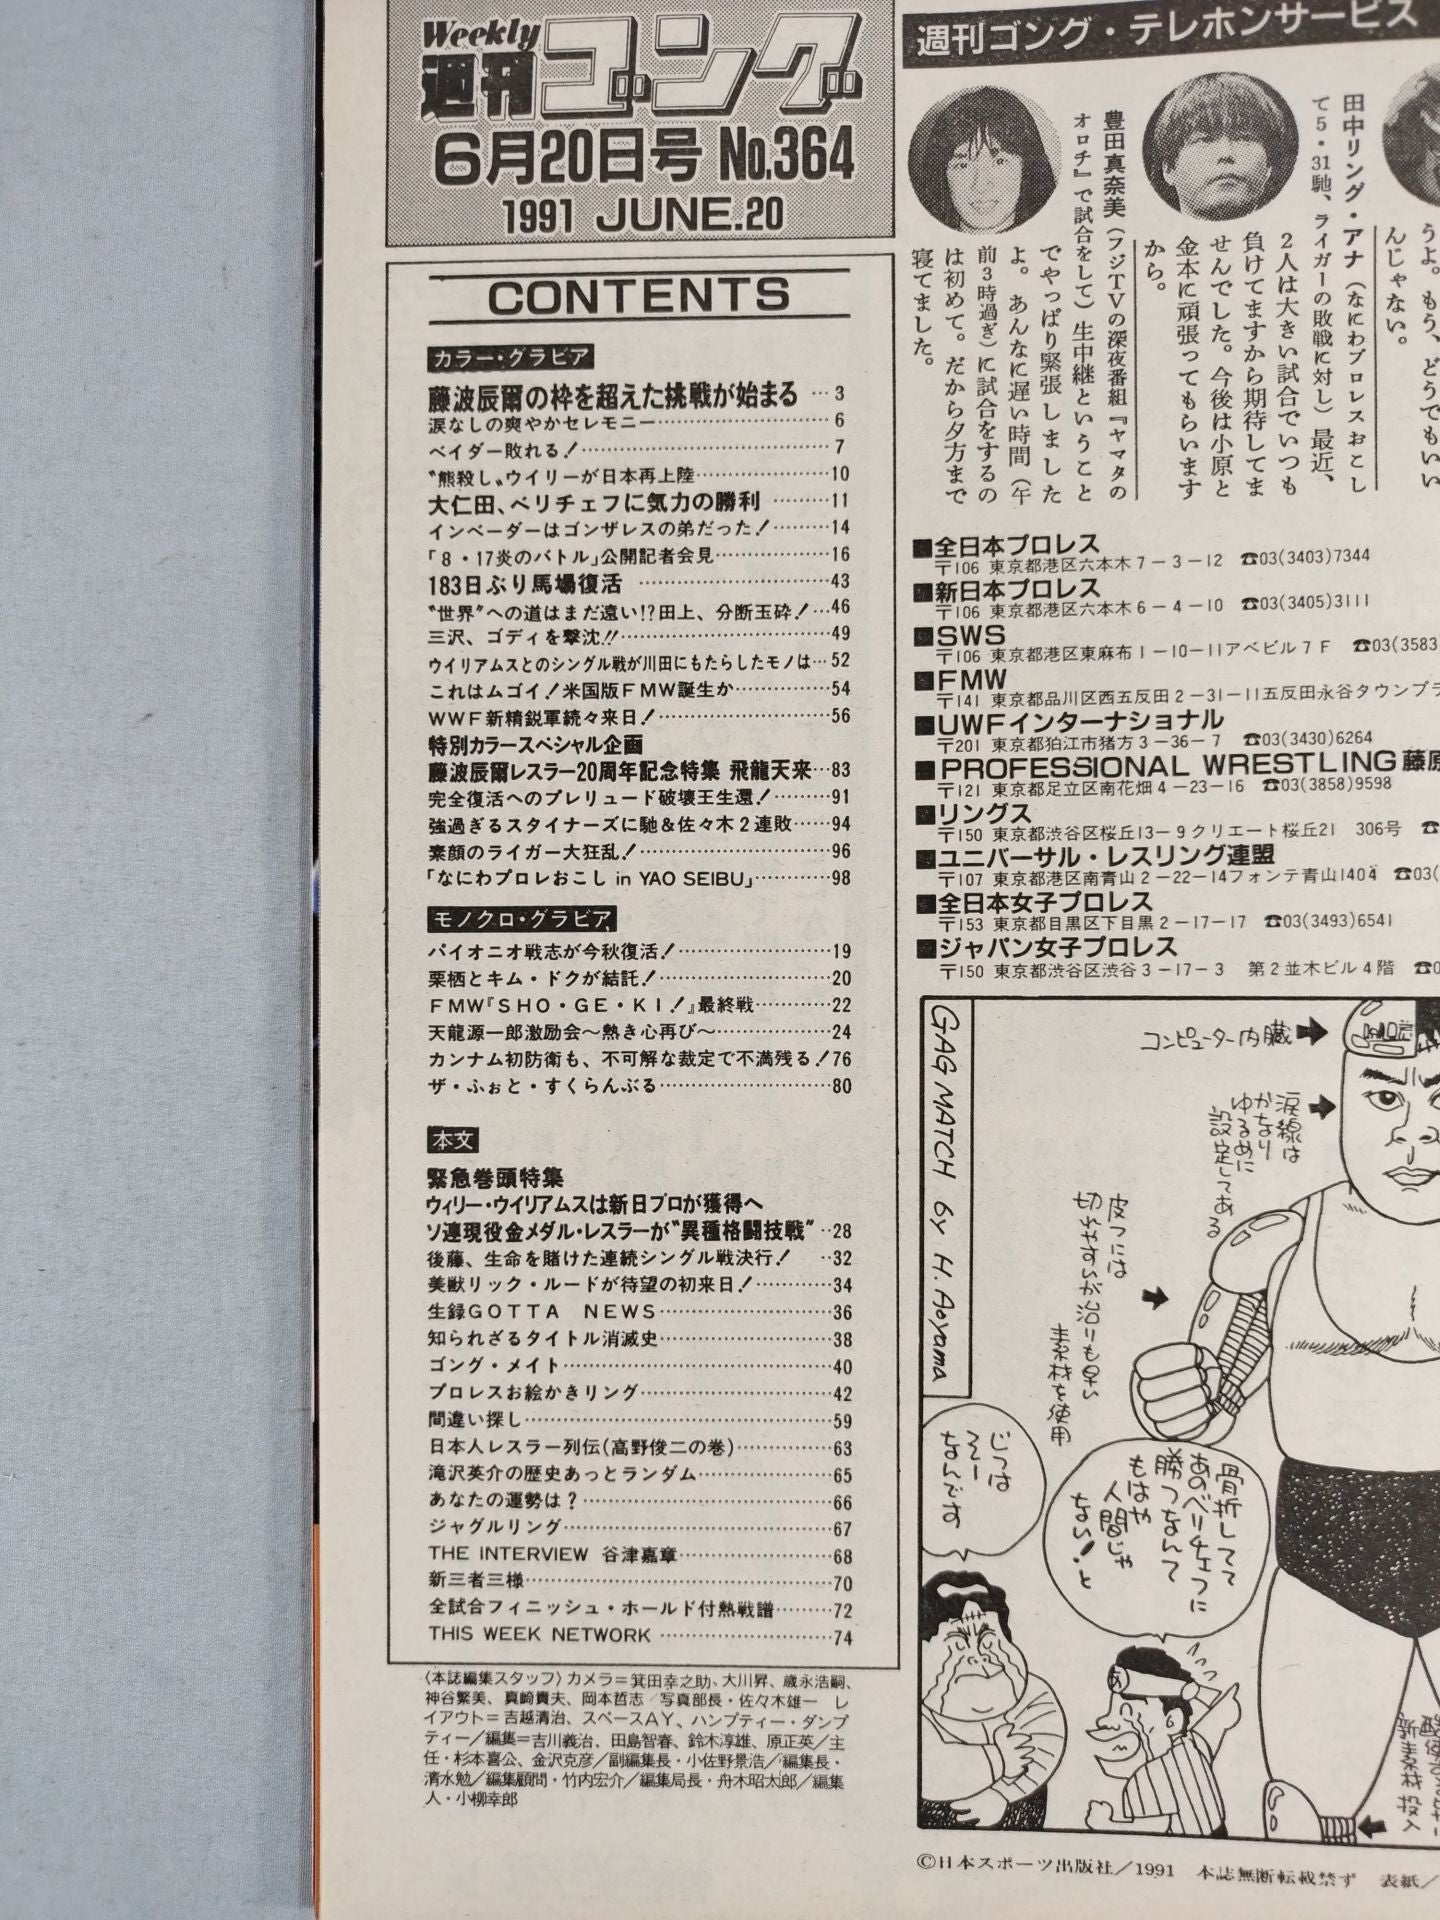 Weekly
週刊ゴング
6月20日号 No.364
1991 JUNE.20
CONTENTS
カラー・グラビア
藤波辰爾の枠を超えた挑戦が始まる…3
涙なしの爽やかセレモニー……6
ベイダー敗れる!……7
〝熊殺し〟ウイリーが日本再上陸……10
大仁田、ベリチェフに気力の勝利……11
インベーダーはゴンザレスの弟だった!……14
「8・17炎のバトル」公開記者会見……16
183日ぶり馬場復活……43
〝世界〟への道はまだ遠い!?田上、分断玉砕!…46
三沢、ゴディを撃沈!!……49
ウイリアムスとのシングル戦が川田にもたらしたモノは…52
これはムゴイ!米国版FMW誕生か……54
WWF新精鋭軍続々来日!……56
特別カラースペシャル企画
藤波辰爾レスラー20周年記念特集 飛龍天来…83
完全復活へのプレリュード破壊王生還!……91
強過ぎるスタイナーズに馳&佐々木2連敗……94
素顔のライガー大狂乱!……96
「なにわプロレおこし in YAO SEIBU」……98
モノクロ・グラビア
パイオニオ戦志が今秋復活!……19
栗栖とキム・ドクが結託!……20
FMW『SHO・GE・KI!』最終戦……22
天龍源一郎激励会〜熱き心再び〜……24
カンナム初防衛も、不可解な裁定で不満残る!76
ザ・ふぉと・すくらんぶる……80
本文
緊急巻頭特集
ウィリー・ウイリアムスは新日プロが獲得へ
ソ連現役金メダル・レスラーが〝異種格闘技戦〟‥28
後藤、生命を賭けた連続シングル戦決行! ‥32
美獣リック・ルードが待望の初来日!……34
生録GOTTA NEWS……36
知られざるタイトル消滅史……38
ゴング・メイト……40
プロレスお絵かきリング……42
間違い探し……59
日本人レスラー列伝(高野俊二の巻)……63
滝沢英介の歴史あっとランダム……65
あなたの運勢は?……66
ジャグルリング……67
THE INTERVIEW 谷津嘉章……68
新三者三様……70
全試合フィニッシュ・ホールド付熱戦譜……72
THIS WEEK NETWORK……74
〈本誌編集スタッフ〉カメラ=箕田幸之助、大川昇、歳永浩嗣、
神谷繁美、真崎貴夫、岡本哲志/写真部長・佐々木雄一 レ
イアウト=吉越清治、スペースAY、ハンプティー・ダンプ
ティー/編集=吉川義治、田島智春、鈴木淳雄、原正英/主
任・杉本喜公、金沢克彦/副編集長・小佐野景浩/編集長・
清水勉/編集顧問・竹内宏介/編集局長・舟木昭太郎/編集
人・小柳幸郎
週刊ゴング・テレホンサービス
うよ。もう、どうでもいい
んじゃない。
田中リング・アナ(なにわプロレスおこし
て5・31馳、ライガーの敗戦に対し)最近、
2人は大きい試合でいつも
負けてますから期待してま
せんでした。今後は小原と
金本に頑張ってもらいます
から。
豊田真奈美(フジTVの深夜番組『ヤマタの
オロチ』で試合をして)生中継ということ
でやっぱり緊張しました
よ。あんなに遅い時間(午
前3時過ぎ)に試合をするの
は初めて。だから夕方まで
寝てました。
■全日本プロレス
〒106 東京都港区六本木7-3-12 ☎03(3403)7344
■新日本プロレス
〒106 東京都港区六本木6-4-10 ☎03(3405)3111
■SWS
〒106 東京都港区東麻布1-10-11アベビル7F ☎03(3583
■FMW
〒141 東京都品川区西五反田2-31-11五反田永谷タウンプラ
■UWFインターナショナル
〒201 東京都狛江市猪方3-36-7 ☎03(3430)6264
■PROFESSIONAL WRESTLING藤原
〒121 東京都足立区南花畑4-23-16 ☎03(3858)9598
■リングス
〒150 東京都渋谷区桜丘13-9クリエート桜丘21 306号 ☎
■ユニバーサル・レスリング連盟
〒107 東京都港区南青山2-22-14フォンテ青山1404 ☎03(
■全日本女子プロレス
〒153 東京都目黒区下目黒2-17-17 ☎03(3493)6541
■ジャパン女子プロレス
〒150 東京都渋谷区渋谷3-17-3 第2並木ビル4階 ☎0
GAG MATCH by H. Aoyama
コンピューター内臓
涙線は
かなり
ゆるめに
設定してある
皮フには
切れやすいが治りも早い
素材を使用
骨折してて
あのベリチェフに
勝つなんて
もはや
人間じゃ
ない!と
じつは
そー
なんです
©日本スポーツ出版社/1991 本誌無断転載禁ず 表紙/